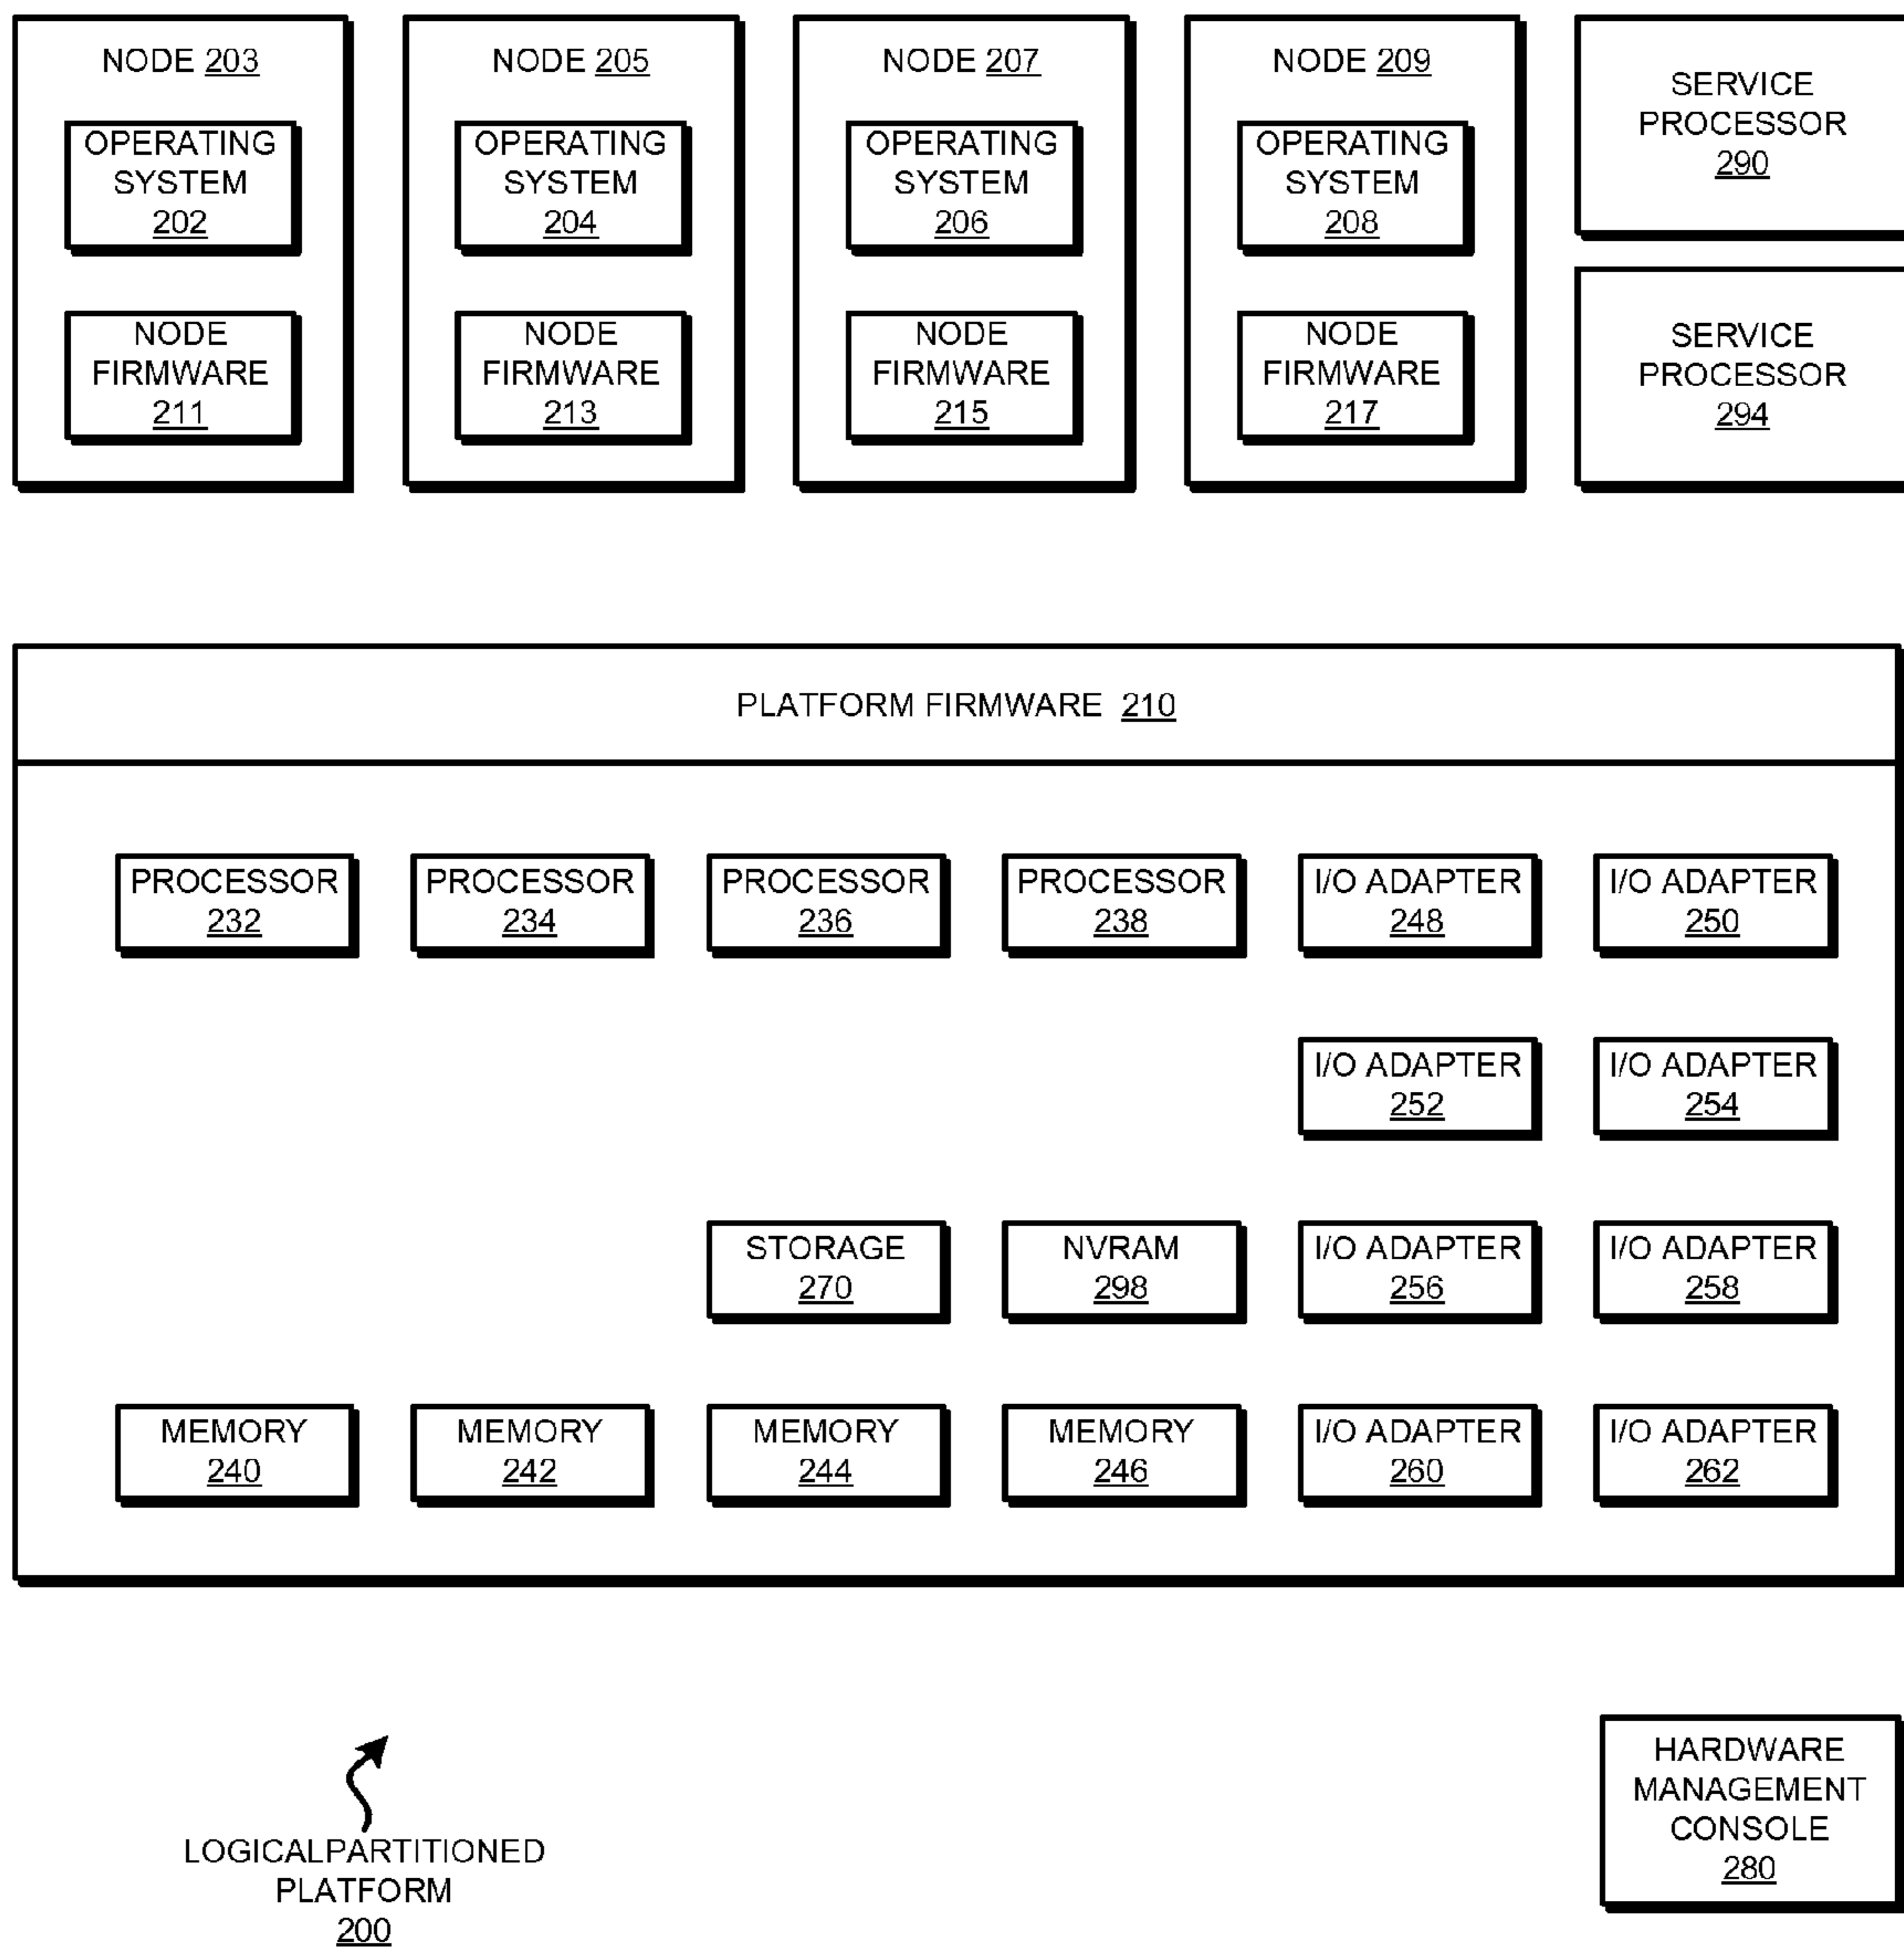 NODE 203
OPERATING
SYSTEM
202
NODE
FIRMWARE
211
NODE 205
OPERATING
SYSTEM
204
NODE
FIRMWARE
213
NODE 207
OPERATING
SYSTEM
206
NODE
FIRMWARE
215
NODE 209
OPERATING
SYSTEM
208
NODE
FIRMWARE
217
SERVICE
PROCESSOR
290
SERVICE
PROCESSOR
294
PLATFORM FIRMWARE 210
PROCESSOR
232
PROCESSOR
234
PROCESSOR
236
PROCESSOR
238
I/O ADAPTER
248
I/O ADAPTER
250
I/O ADAPTER
252
I/O ADAPTER
254
STORAGE
270
NVRAM
298
I/O ADAPTER
256
I/O ADAPTER
258
MEMORY
240
MEMORY
242
MEMORY
244
MEMORY
246
I/O ADAPTER
260
I/O ADAPTER
262
LOGICALPARTITIONED
PLATFORM
200
HARDWARE
MANAGEMENT
CONSOLE
280